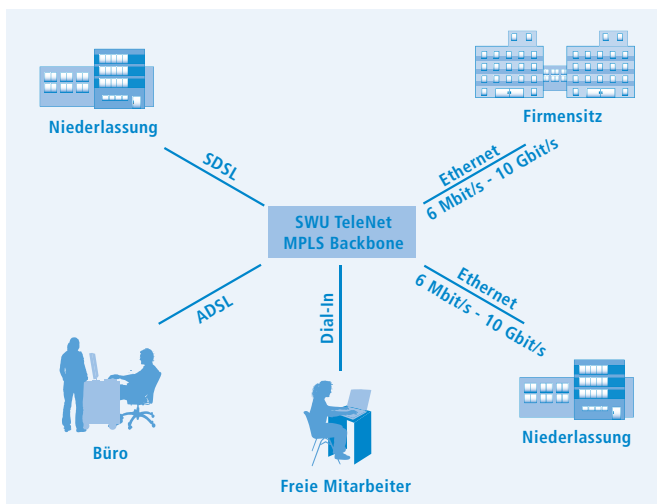 Niederlassung
Firmensitz
SDSL
Ethernet
6 Mbit/s - 10 Gbit/s
SWU TeleNet
MPLS Backbone
ADSL
Dial-In
Ethernet
6 Mbit/s - 10 Gbit/s
Büro
Freie Mitarbeiter
Niederlassung